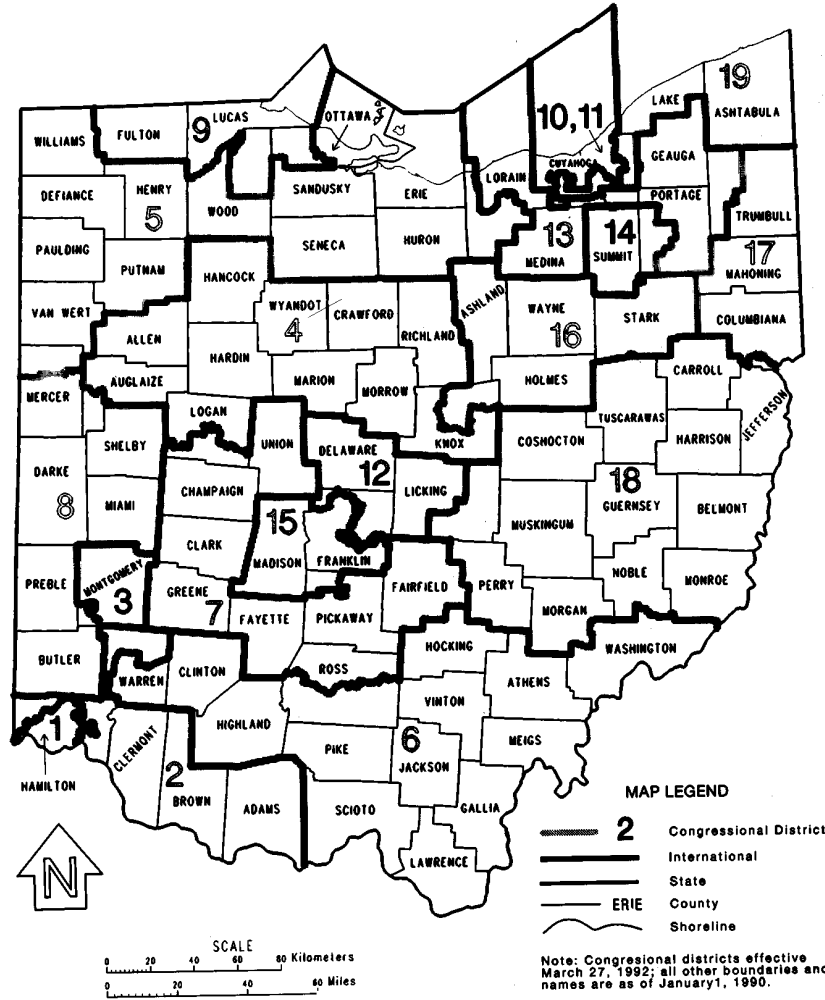 19
LAKE
ASHTABULA
LUCAS
9
OTTAWA
10,11
CUYAHOGA
GEAUGA
WILLIAMS
FULTON
LORAIN
SANDUSKY
ERIE
PORTAGE
TRUMBULL
DEFIANCE
HENRY
5
WOOD
13
MEDINA
14
SUMMIT
17
MAHONING
PAULDING
PUTNAM
SENECA
HURON
HANCOCK
WYANDOT
4
CRAWFORD
RICHLAND
ASHLAND
WAYNE
16
STARK
COLUMBIANA
VAN WERT
ALLEN
HARDIN
MARION
MORROW
HOLMES
CARROLL
MERCER
AUGLAIZE
LOGAN
UNION
DELAWARE
12
KNOX
COSHOCTON
TUSCARAWAS
HARRISON
JEFFERSON
DARKE
8
SHELBY
MIAMI
CHAMPAIGN
LICKING
18
GUERNSEY
BELMONT
MUSKINGUM
15
MADISON
FRANKLIN
CLARK
PREBLE
MONTGOMERY
3
GREENE
7
FAYETTE
PICKAWAY
FAIRFIELD
PERRY
NOBLE
MONROE
MORGAN
BUTLER
WARREN
CLINTON
ROSS
HOCKING
WASHINGTON
ATHENS
VINTON
1
HAMILTON
CLERMONT
HIGHLAND
PIKE
6
JACKSON
MEIGS
2
BROWN
ADAMS
SCIOTO
GALLIA
LAWRENCE
MAP LEGEND
2 Congressional District
International
State
ERIE County
Shoreline
N
SCALE
0 20 40 60 80 Kilometers
0 20 40 60 Miles
Note: Congresional districts effective
March 27, 1992; all other boundaries and
names are as of January1, 1990.